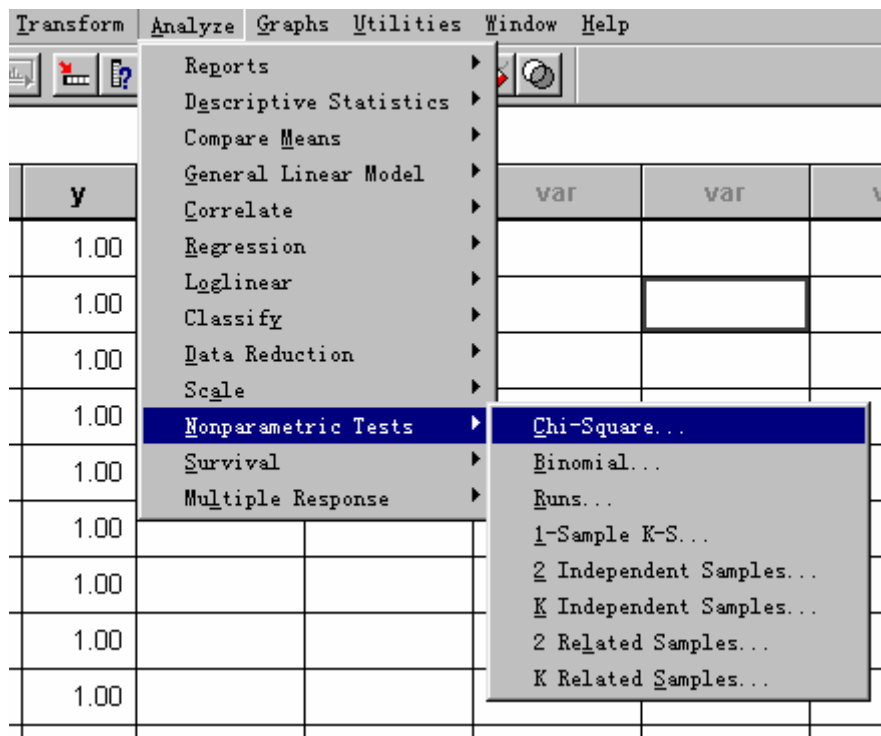 Transform Analyze Graphs Utilities Window Help
Reports
Descriptive Statistics
Compare Means
General Linear Model
Correlate
Regression
Loglinear
Classify
Data Reduction
Scale
Nonparametric Tests
Survival
Multiple Response
Chi-Square...
Binomial...
Runs...
1-Sample K-S...
2 Independent Samples...
K Independent Samples...
2 Related Samples...
K Related Samples...
y var var
1.00
1.00
1.00
1.00
1.00
1.00
1.00
1.00
1.00